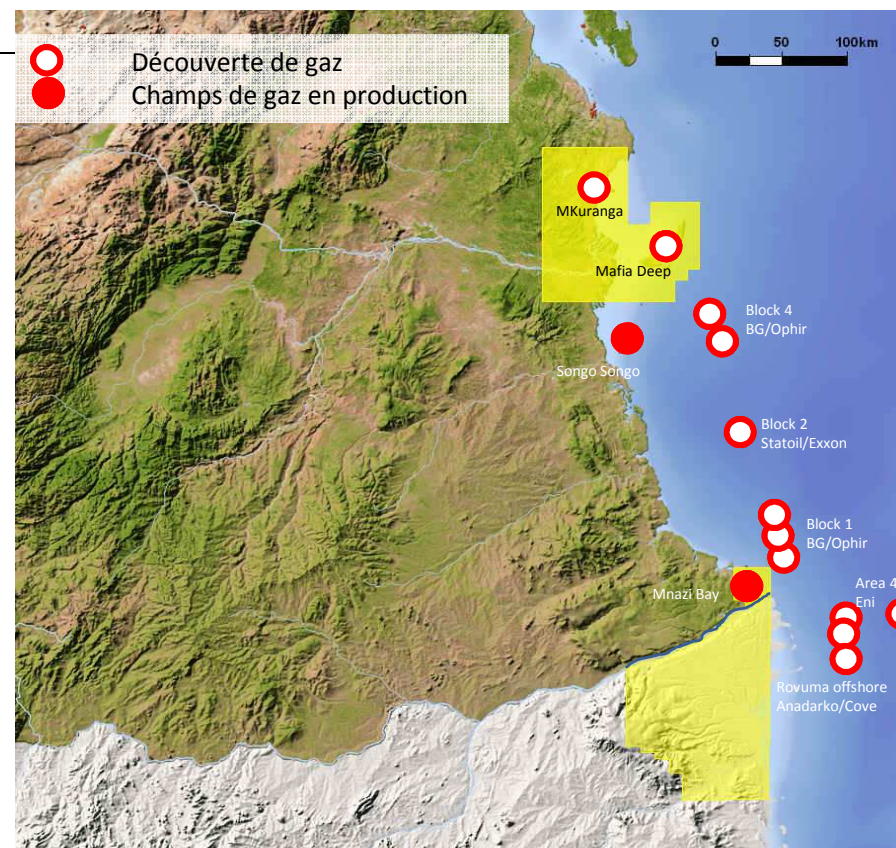 0 50 100km
Découverte de gaz
Champs de gaz en production
MKuranga
Mafia Deep
Block 4
BG/Ophir
Songo Songo
Block 2
Statoil/Exxon
Block 1
BG/Ophir
Mnazi Bay
Area 4
Eni
Rovuma offshore
Anadarko/Cove